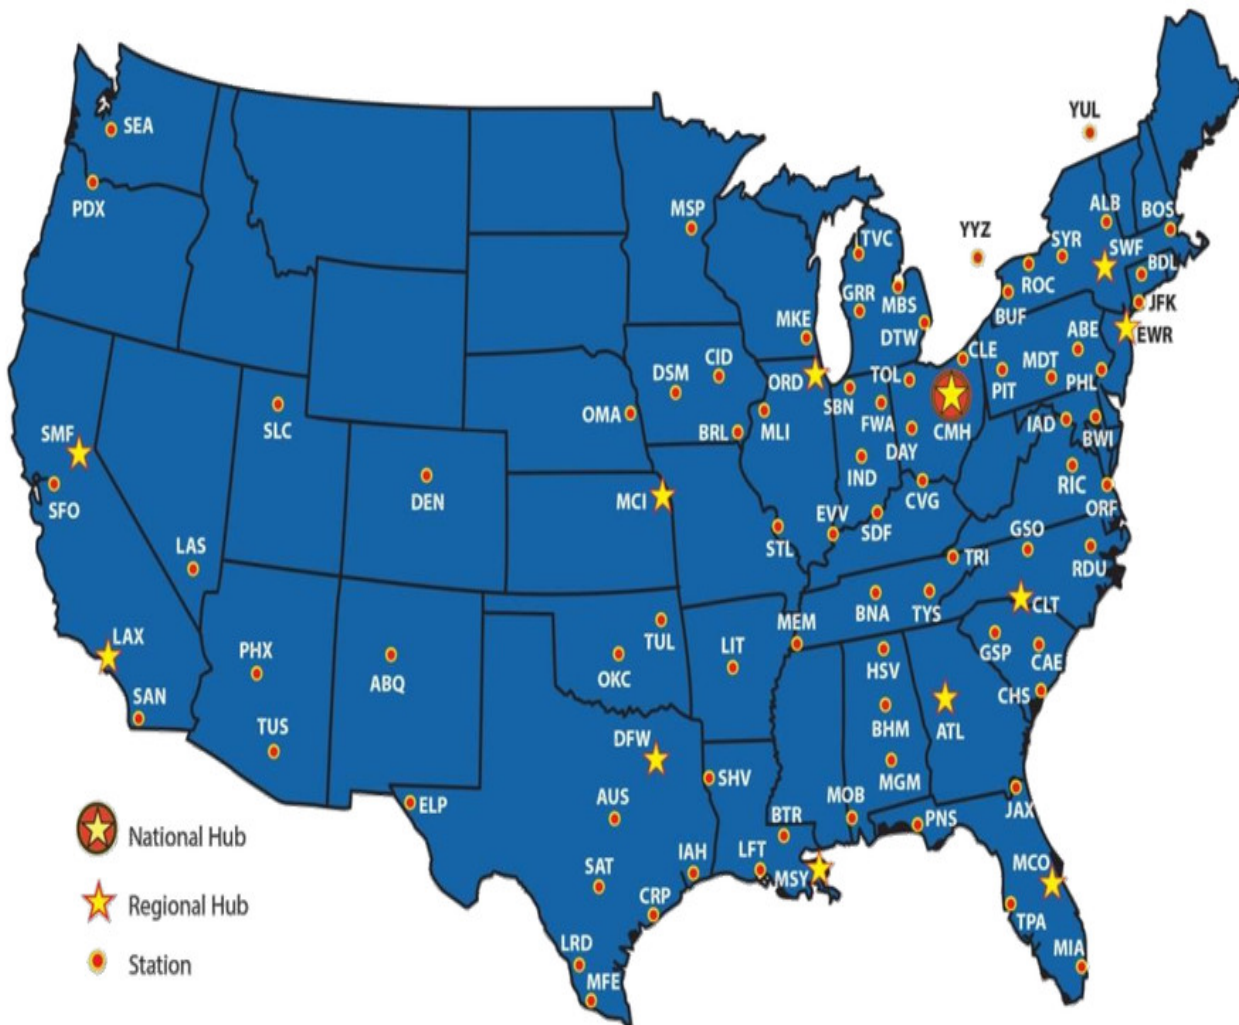 YUL
SEA
PDX
MSP
ALB
BOS
YYZ
TVC
SYR
SWF
BDL
ROC
GRR
MBS
BUF
JFK
MKE
DTW
ABE
EWR
CLE
CID
MDT
DSM
ORD
TOL
PIT
PHL
SBN
OMA
MLI
FWA
CMH
IAD
BWI
SMF
SLC
BRL
DAY
IND
RIC
SFO
DEN
MCI
CVG
ORF
EVV
SDF
GSO
LAS
STL
TRI
RDU
BNA
TYS
CLT
LAX
MEM
PHX
TUL
LIT
GSP
CAE
ABQ
OKC
HSV
SAN
CHS
TUS
DFW
BHM
ATL
SHV
MGM
ELP
AUS
MOB
JAX
BTR
PNS
National Hub
IAH
LFT
MSY
MCO
SAT
CRP
Regional Hub
TPA
LRD
MIA
Station
MFE